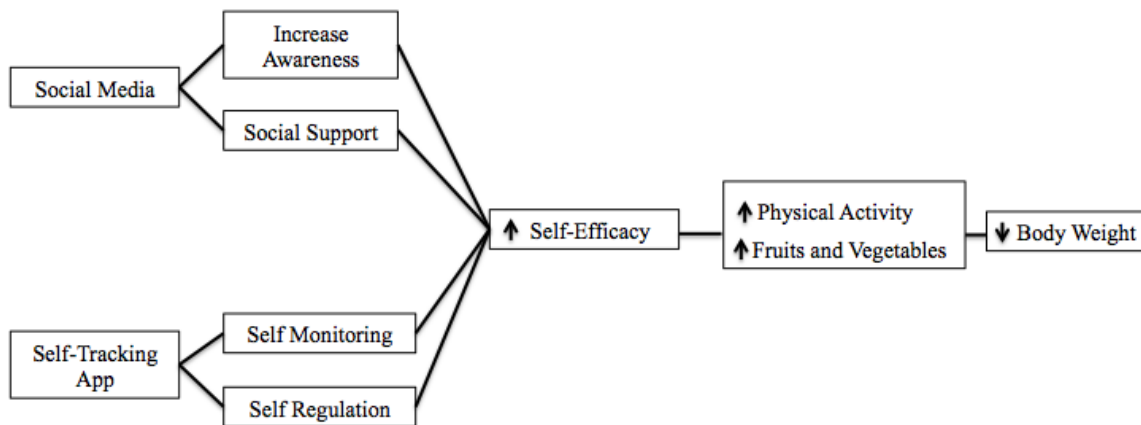 Increase
Awareness
Social Media
Social Support
↑ Self-Efficacy
↑ Physical Activity
↑ Fruits and Vegetables
↓ Body Weight
Self-Tracking
App
Self Monitoring
Self Regulation